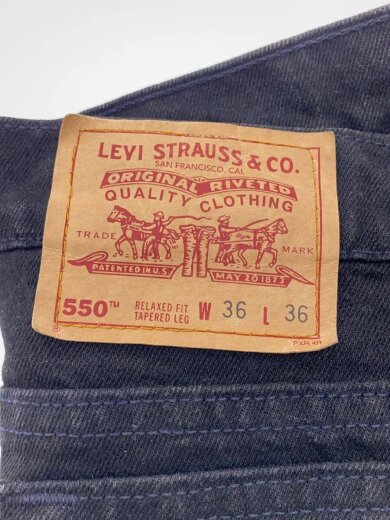 LEVI STRAUSS & CO.
SAN FRANCISCO, CAL.
ORIGINAL RIVETED
QUALITY CLOTHING
TRADE MARK
PATENTED IN U.S. MAY 20 1873
550™ RELAXED FIT W 36 L 36
TAPERED LEG
®
PXR 4R